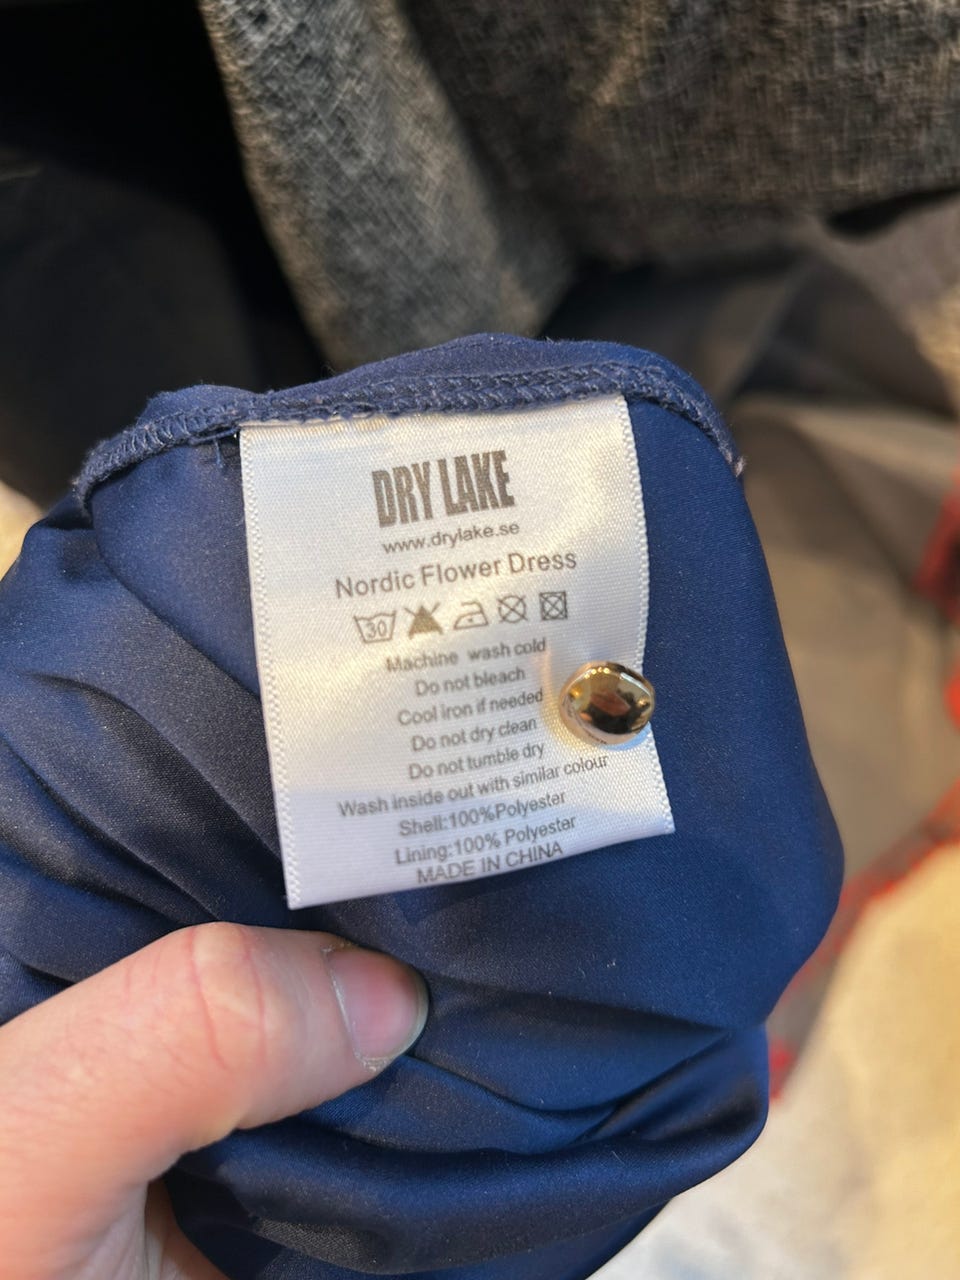 DRY LAKE
www.drylake.se
Nordic Flower Dress
30
Machine wash cold
Do not bleach
Cool iron if needed
Do not dry clean
Do not tumble dry
Wash inside out with similar colour
Shell:100%Polyester
Lining:100% Polyester
MADE IN CHINA